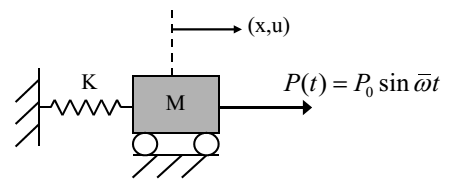 (x,u)
K
M
P(t) = P₀ sin ω̅t